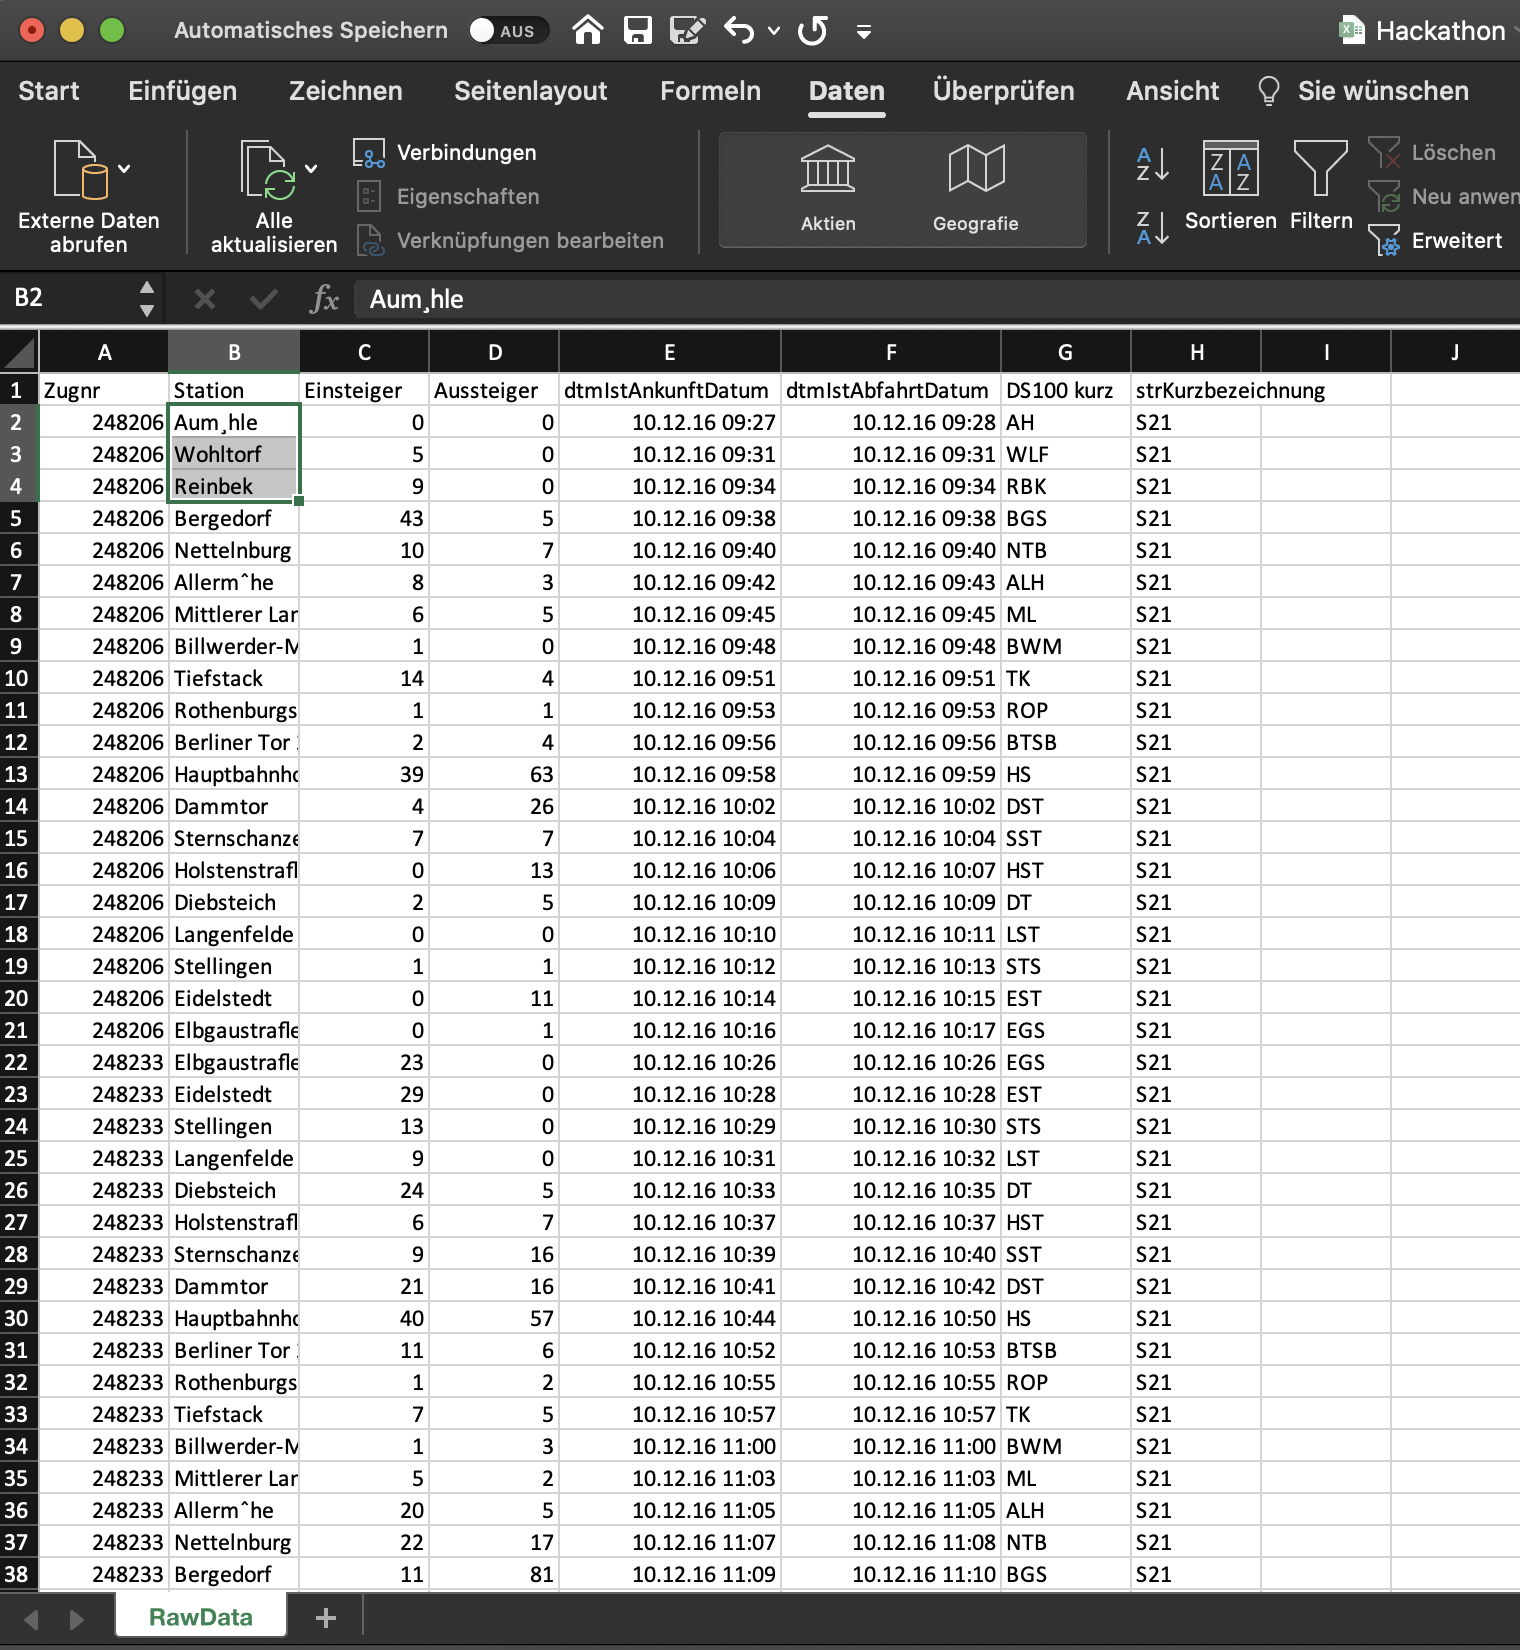 Automatisches Speichern AUS Hackathon
Start Einfügen Zeichnen Seitenlayout Formeln Daten Überprüfen Ansicht Sie wünschen
Externe Daten abrufen
Alle aktualisieren
Verbindungen
Eigenschaften
Verknüpfungen bearbeiten
Aktien
Geografie
Sortieren
Filtern
Löschen
Neu anwen
Erweitert
B2 fx Aum¸hle
A B C D E F G H I J
1 Zugnr Station Einsteiger Aussteiger dtmIstAnkunftDatum dtmIstAbfahrtDatum DS100 kurz strKurzbezeichnung
2 248206 Aum¸hle 0 0 10.12.16 09:27 10.12.16 09:28 AH S21
3 248206 Wohltorf 5 0 10.12.16 09:31 10.12.16 09:31 WLF S21
4 248206 Reinbek 9 0 10.12.16 09:34 10.12.16 09:34 RBK S21
5 248206 Bergedorf 43 5 10.12.16 09:38 10.12.16 09:38 BGS S21
6 248206 Nettelnburg 10 7 10.12.16 09:40 10.12.16 09:40 NTB S21
7 248206 Allermˆhe 8 3 10.12.16 09:42 10.12.16 09:43 ALH S21
8 248206 Mittlerer Lan 6 5 10.12.16 09:45 10.12.16 09:45 ML S21
9 248206 Billwerder-M 1 0 10.12.16 09:48 10.12.16 09:48 BWM S21
10 248206 Tiefstack 14 4 10.12.16 09:51 10.12.16 09:51 TK S21
11 248206 Rothenburgs 1 1 10.12.16 09:53 10.12.16 09:53 ROP S21
12 248206 Berliner Tor 2 4 10.12.16 09:56 10.12.16 09:56 BTSB S21
13 248206 Hauptbahnho 39 63 10.12.16 09:58 10.12.16 09:59 HS S21
14 248206 Dammtor 4 26 10.12.16 10:02 10.12.16 10:02 DST S21
15 248206 Sternschanze 7 7 10.12.16 10:04 10.12.16 10:04 SST S21
16 248206 Holstenstrafl 0 13 10.12.16 10:06 10.12.16 10:07 HST S21
17 248206 Diebsteich 2 5 10.12.16 10:09 10.12.16 10:09 DT S21
18 248206 Langenfelde 0 0 10.12.16 10:10 10.12.16 10:11 LST S21
19 248206 Stellingen 1 1 10.12.16 10:12 10.12.16 10:13 STS S21
20 248206 Eidelstedt 0 11 10.12.16 10:14 10.12.16 10:15 EST S21
21 248206 Elbgaustrafle 0 1 10.12.16 10:16 10.12.16 10:17 EGS S21
22 248233 Elbgaustrafle 23 0 10.12.16 10:26 10.12.16 10:26 EGS S21
23 248233 Eidelstedt 29 0 10.12.16 10:28 10.12.16 10:28 EST S21
24 248233 Stellingen 13 0 10.12.16 10:29 10.12.16 10:30 STS S21
25 248233 Langenfelde 9 0 10.12.16 10:31 10.12.16 10:32 LST S21
26 248233 Diebsteich 24 5 10.12.16 10:33 10.12.16 10:35 DT S21
27 248233 Holstenstrafl 6 7 10.12.16 10:37 10.12.16 10:37 HST S21
28 248233 Sternschanze 9 16 10.12.16 10:39 10.12.16 10:40 SST S21
29 248233 Dammtor 21 16 10.12.16 10:41 10.12.16 10:42 DST S21
30 248233 Hauptbahnho 40 57 10.12.16 10:44 10.12.16 10:50 HS S21
31 248233 Berliner Tor 11 6 10.12.16 10:52 10.12.16 10:53 BTSB S21
32 248233 Rothenburgs 1 2 10.12.16 10:55 10.12.16 10:55 ROP S21
33 248233 Tiefstack 7 5 10.12.16 10:57 10.12.16 10:57 TK S21
34 248233 Billwerder-M 1 3 10.12.16 11:00 10.12.16 11:00 BWM S21
35 248233 Mittlerer Lan 5 2 10.12.16 11:03 10.12.16 11:03 ML S21
36 248233 Allermˆhe 20 5 10.12.16 11:05 10.12.16 11:05 ALH S21
37 248233 Nettelnburg 22 17 10.12.16 11:07 10.12.16 11:08 NTB S21
38 248233 Bergedorf 11 81 10.12.16 11:09 10.12.16 11:10 BGS S21
RawData